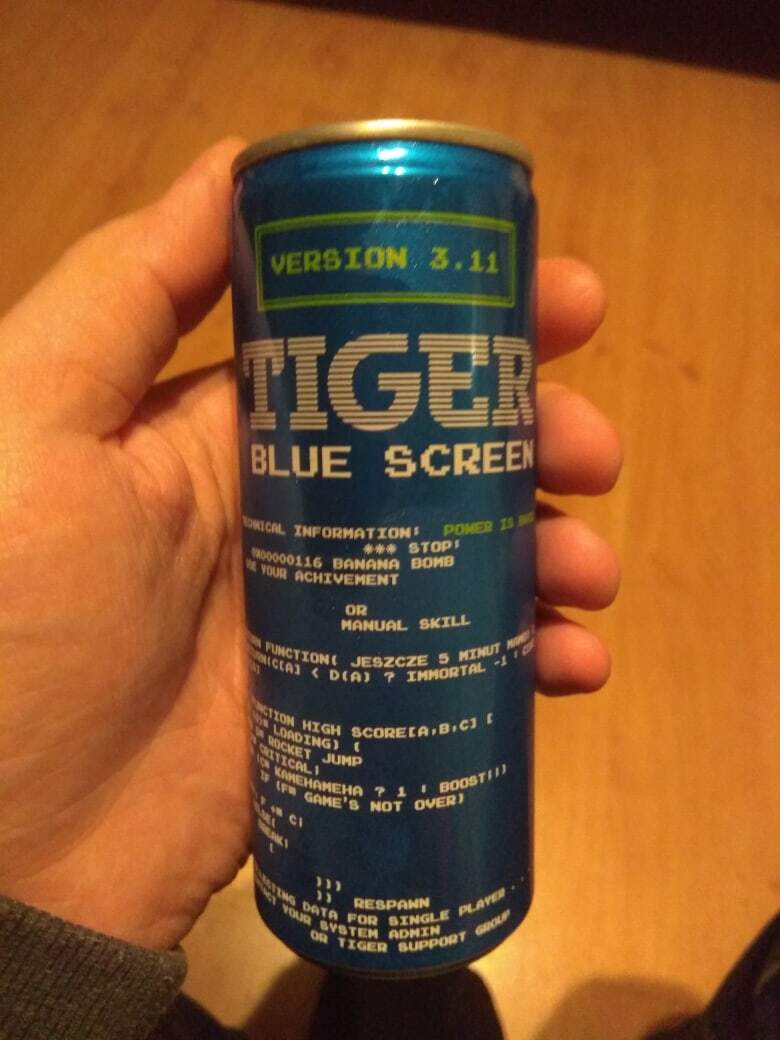 VERSION 3.11
TIGER
BLUE SCREEN
INFORMATION: POWER IS
*** STOP:
0X00000116 BANANA BOMB
YOUR ACHIVEMENT
OR
MANUAL SKILL
FUNCTION( JESZCZE 5 MINUT
C[A] < D(A) ? IMMORTAL -1 :
FUNCTION HIGH SCORE[A,B,C] [
LOADING) (
ROCKET JUMP
CRITICAL;
KAMEHAMEHA ? 1 : BOOST
IF (F= GAME'S NOT OVER)
)))
)) RESPAWN
DATA FOR SINGLE PLAYER ...
YOUR SYSTEM ADMIN
OR TIGER SUPPORT GROUP